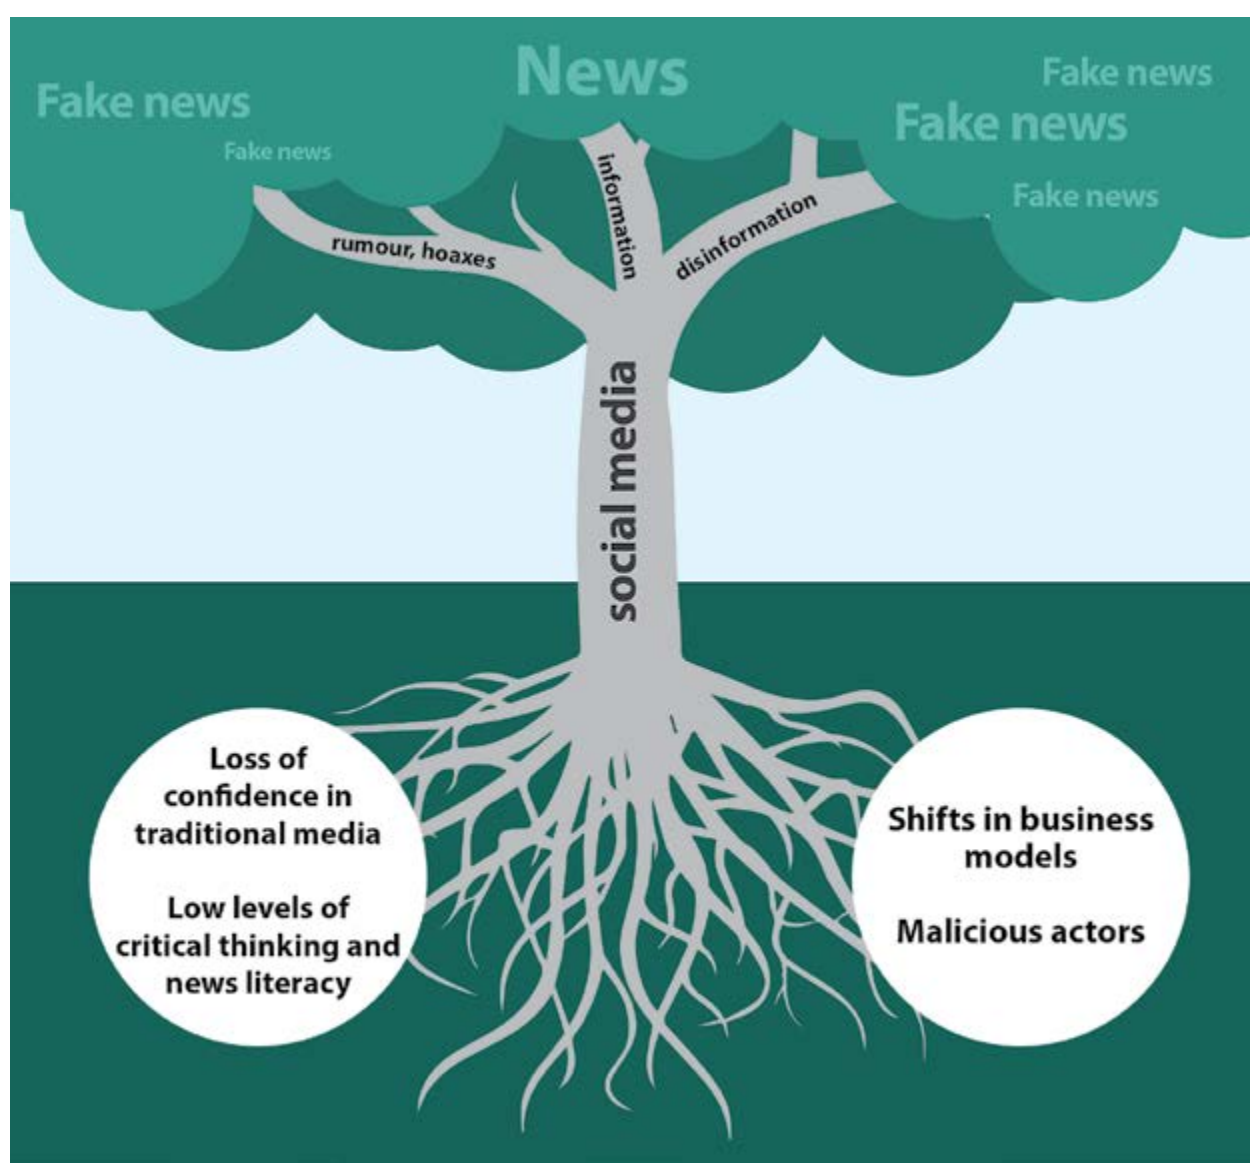 News
Fake news
Fake news
Fake news
Fake news
Fake news
information
rumour, hoaxes
disinformation
social media
Loss of
confidence in
traditional media
Low levels of
critical thinking and
news literacy
Shifts in business
models
Malicious actors